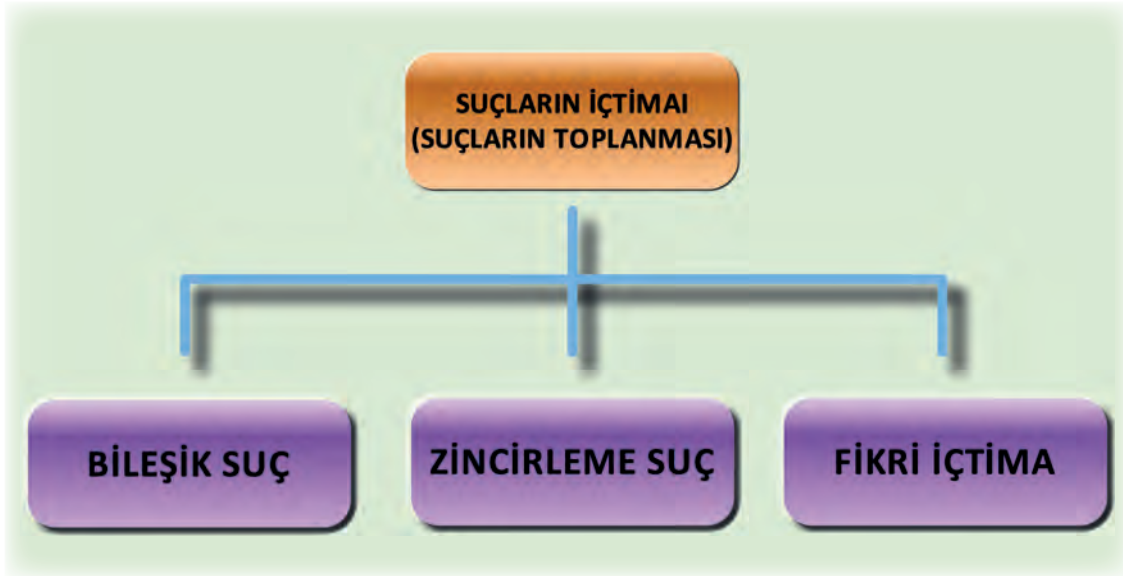 SUÇLARIN İÇTİMAI
(SUÇLARIN TOPLANMASI)
BİLEŞİK SUÇ
ZİNCİRLEME SUÇ
FİKRİ İÇTİMA